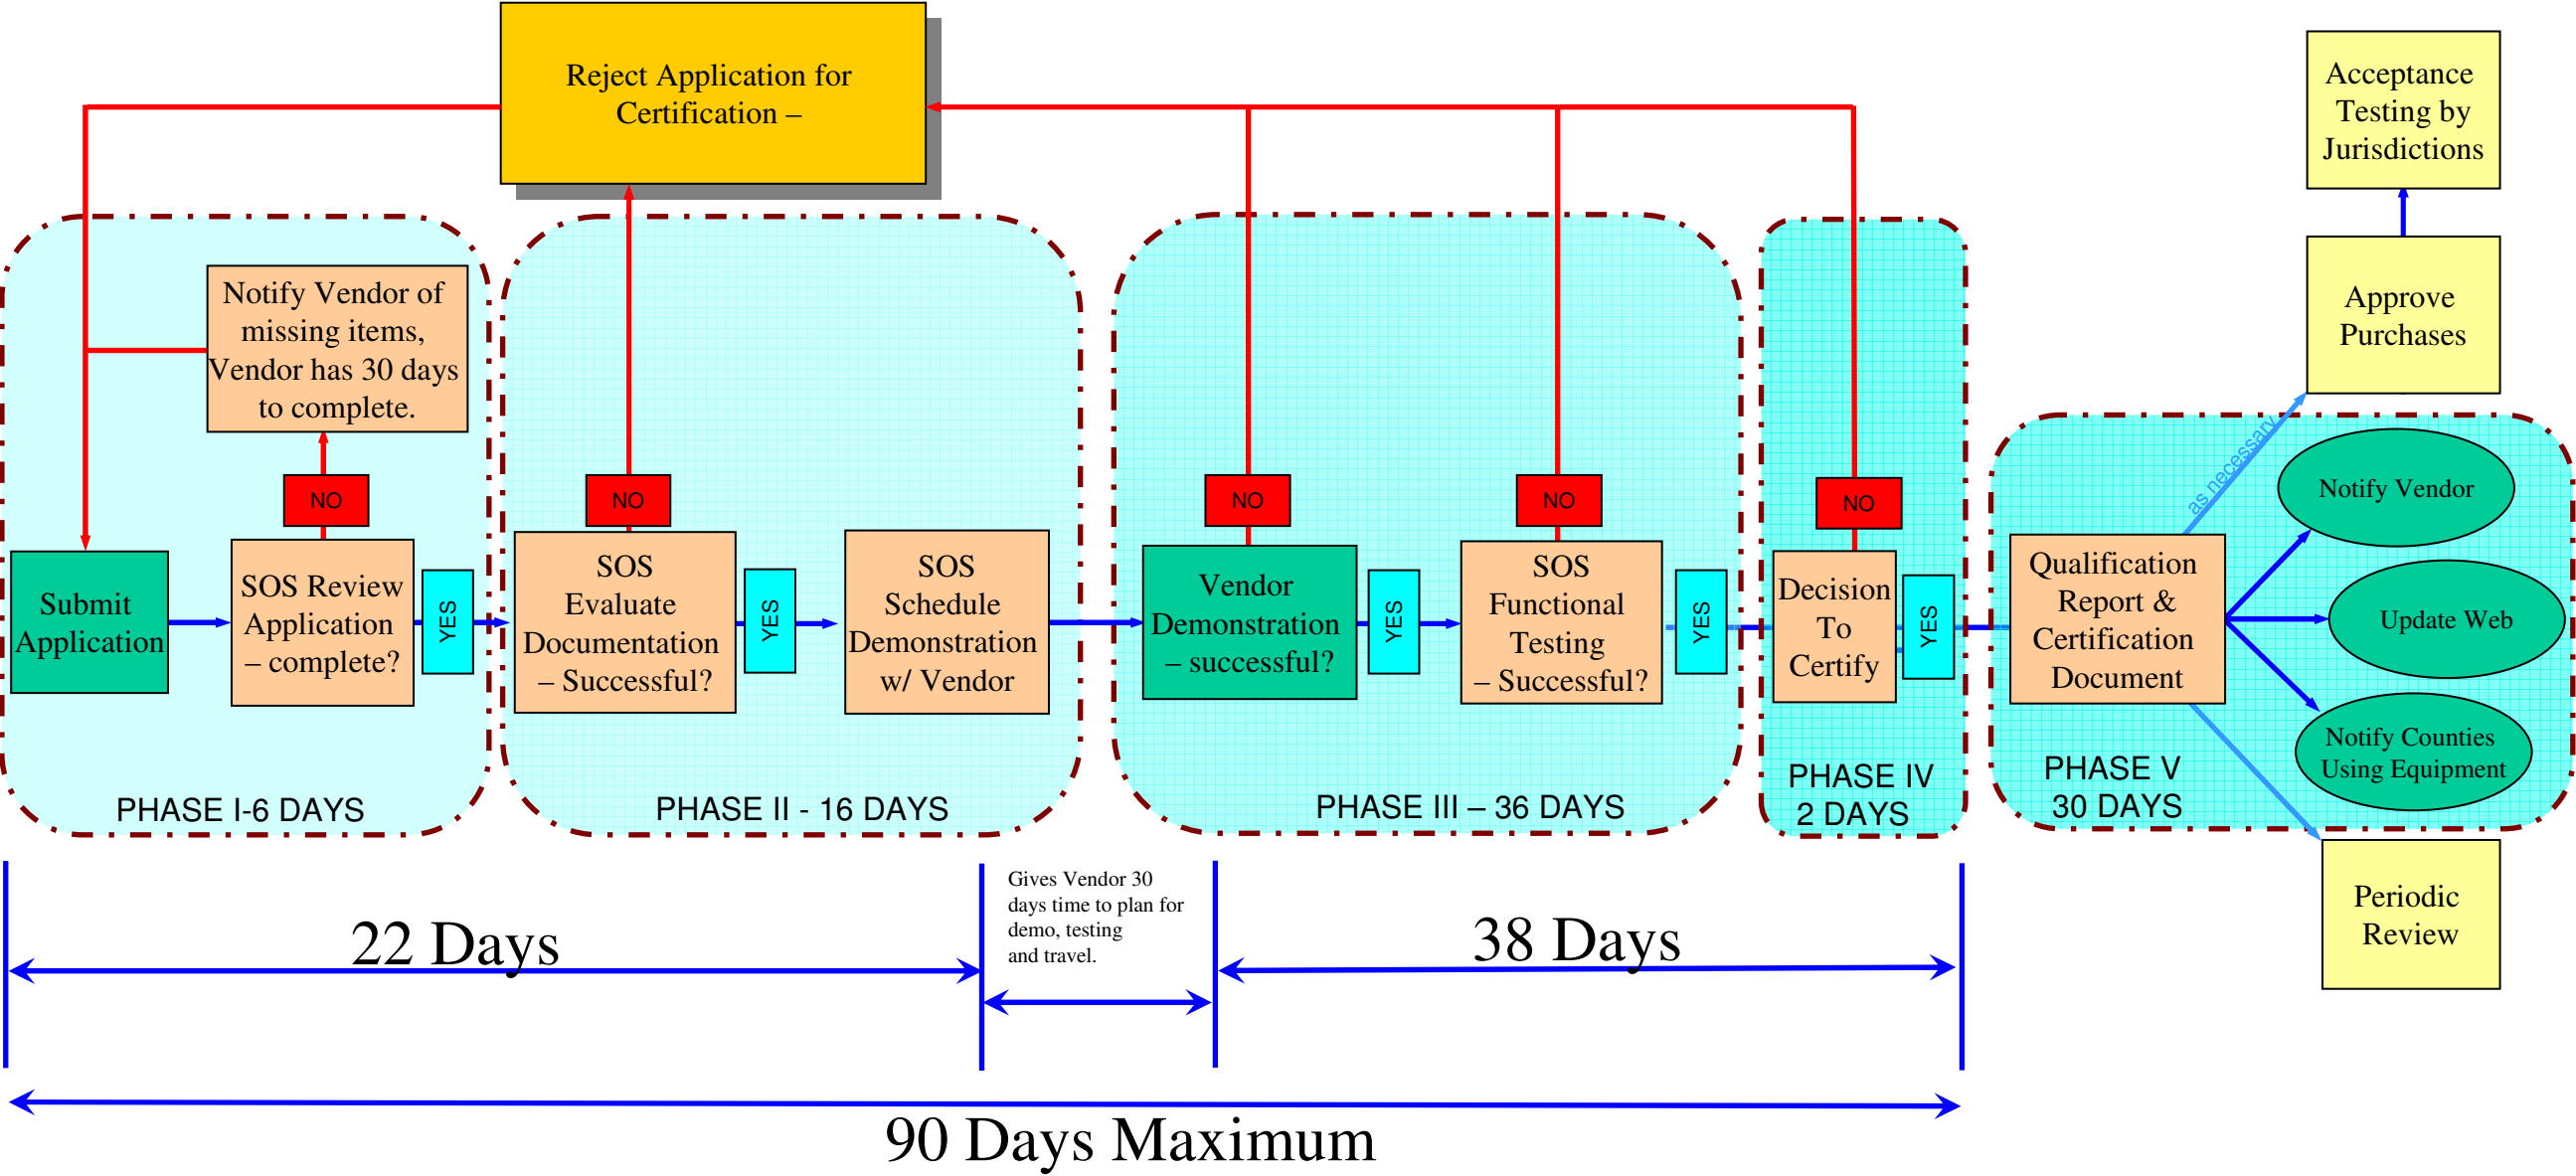 Reject Application for
Certification –
Acceptance
Testing by
Jurisdictions
Approve
Purchases
Notify Vendor of
missing items,
Vendor has 30 days
to complete.
NO
NO
NO
NO
NO
as necessary
Submit
Application
SOS Review
Application
– complete?
YES
SOS
Evaluate
Documentation
– Successful?
YES
SOS
Schedule
Demonstration
w/ Vendor
Vendor
Demonstration
– successful?
YES
SOS
Functional
Testing
– Successful?
YES
Decision
To
Certify
YES
Qualification
Report &
Certification
Document
Notify Vendor
Update Web
Notify Counties
Using Equipment
PHASE I-6 DAYS
PHASE II - 16 DAYS
PHASE III – 36 DAYS
PHASE IV
2 DAYS
PHASE V
30 DAYS
Periodic
Review
22 Days
Gives Vendor 30
days time to plan for
demo, testing
and travel.
38 Days
90 Days Maximum